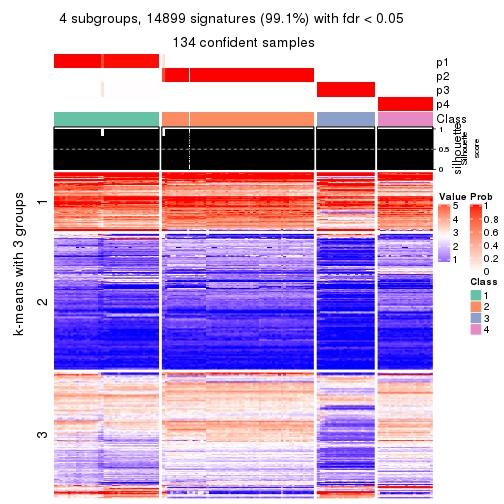 4 subgroups, 14899 signatures (99.1%) with fdr < 0.05
134 confident samples
p1
p2
p3
p4
Class
silhouette
Silhouette
score
1
0.5
0
k-means with 3 groups
1
2
3
Value
5
4
3
2
1
Prob
1
0.8
0.6
0.4
0.2
0
Class
1
2
3
4